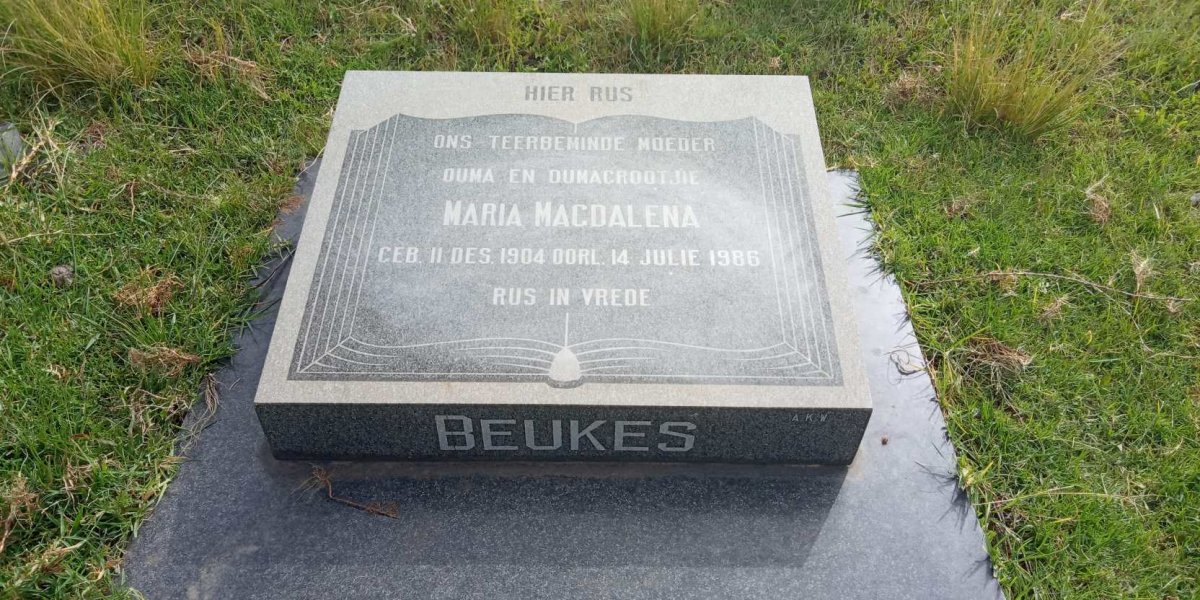 HIER RUS
ONS TEERBEMINDE MOEDER
OUMA EN OUMAGROOTJIE
MARIA MAGDALENA
GEB. 11 DES. 1904 OORL. 14 JULIE 1986
RUS IN VREDE
BEUKES
A.K.W